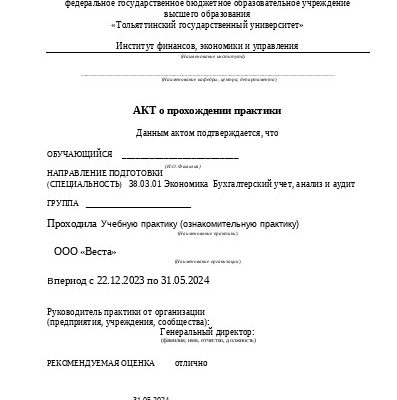 федеральное государственное бюджетное образовательное учреждение
высшего образования
«Тольяттинский государственный университет»
Институт финансов, экономики и управления
(Наименование института)
(Наименование кафедры, центра, департамента)
АКТ о прохождении практики
Данным актом подтверждается, что
ОБУЧАЮЩИЙСЯ
(И.О. Фамилия)
НАПРАВЛЕНИЕ ПОДГОТОВКИ
(СПЕЦИАЛЬНОСТЬ) 38.03.01 Экономика Бухгалтерский учет, анализ и аудит
ГРУППА
Проходила Учебную практику (ознакомительную практику)
(Наименование практики)
ООО «Веста»
(Наименование организации)
впериод с 22.12.2023 по 31.05.2024
Руководитель практики от организации
(предприятия, учреждения, сообщества):
Генеральный директор:
(фамилия, имя, отчество, должность)
РЕКОМЕНДУЕМАЯ ОЦЕНКА отлично
31.05.2024